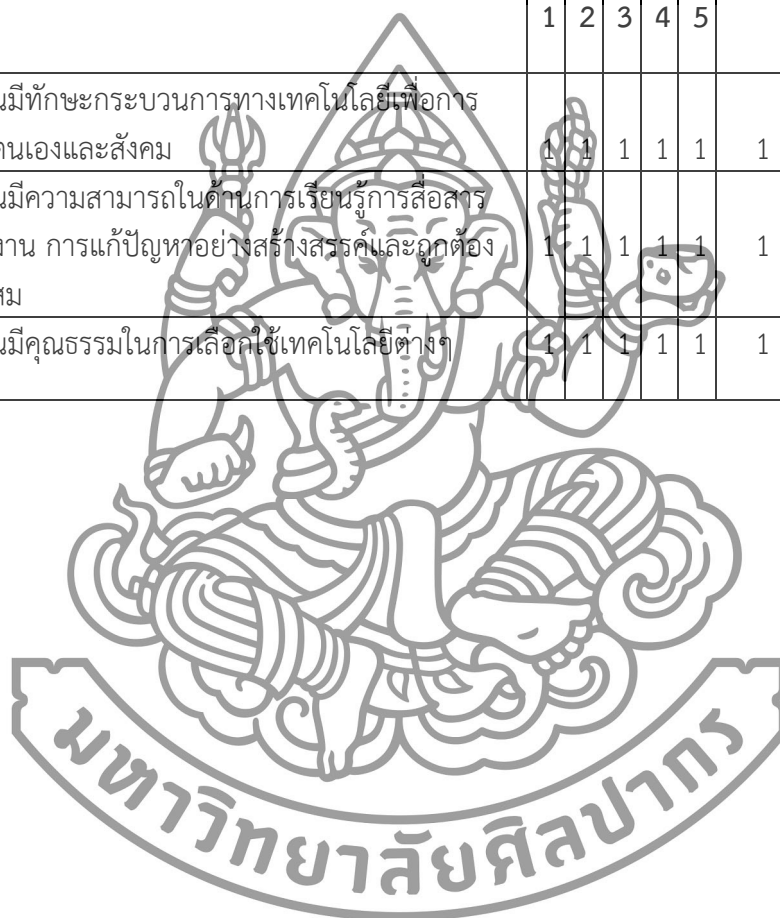 1 2 3 4 5
นมีทักษะกระบวนการทางเทคโนโลยีเพื่อการ
ตนเองและสังคม 1 1 1 1 1 1
นมีความสามารถในด้านการเรียนรู้การสื่อสาร
งาน การแก้ปัญหาอย่างสร้างสรรค์และถูกต้อง 1 1 1 1 1 1
สม
นมีคุณธรรมในการเลือกใช้เทคโนโลยีต่างๆ 1 1 1 1 1 1
มหาวิทยาลัยศิลปากร